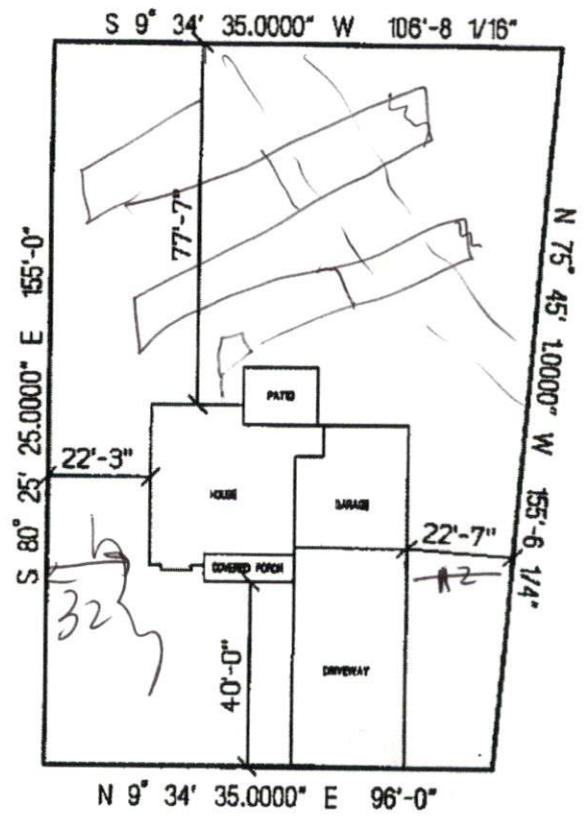 S 9° 34' 35.0000" W 106'-8 1/16"
77'-7"
N 75° 45' 1.0000" W 155'-6 1/4"
S 80° 25' 25.0000" E 155'-0"
PATIO
22'-3"
HOUSE
GARAGE
22'-7"
COVERED PORCH
32
40'-0"
DRIVEWAY
N 9° 34' 35.0000" E 96'-0"